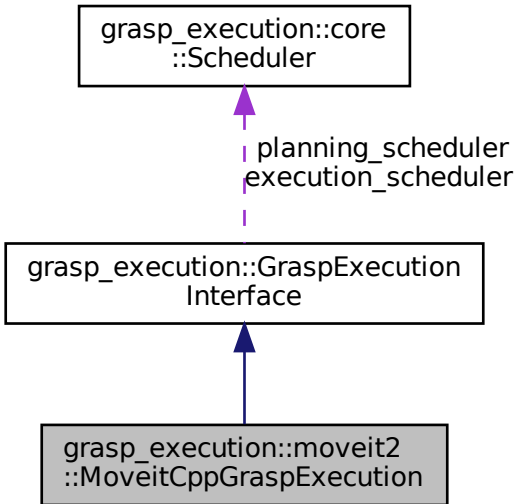 grasp_execution::core
::Scheduler
planning_scheduler
execution_scheduler
grasp_execution::GraspExecution
Interface
grasp_execution::moveit2
::MoveitCppGraspExecution